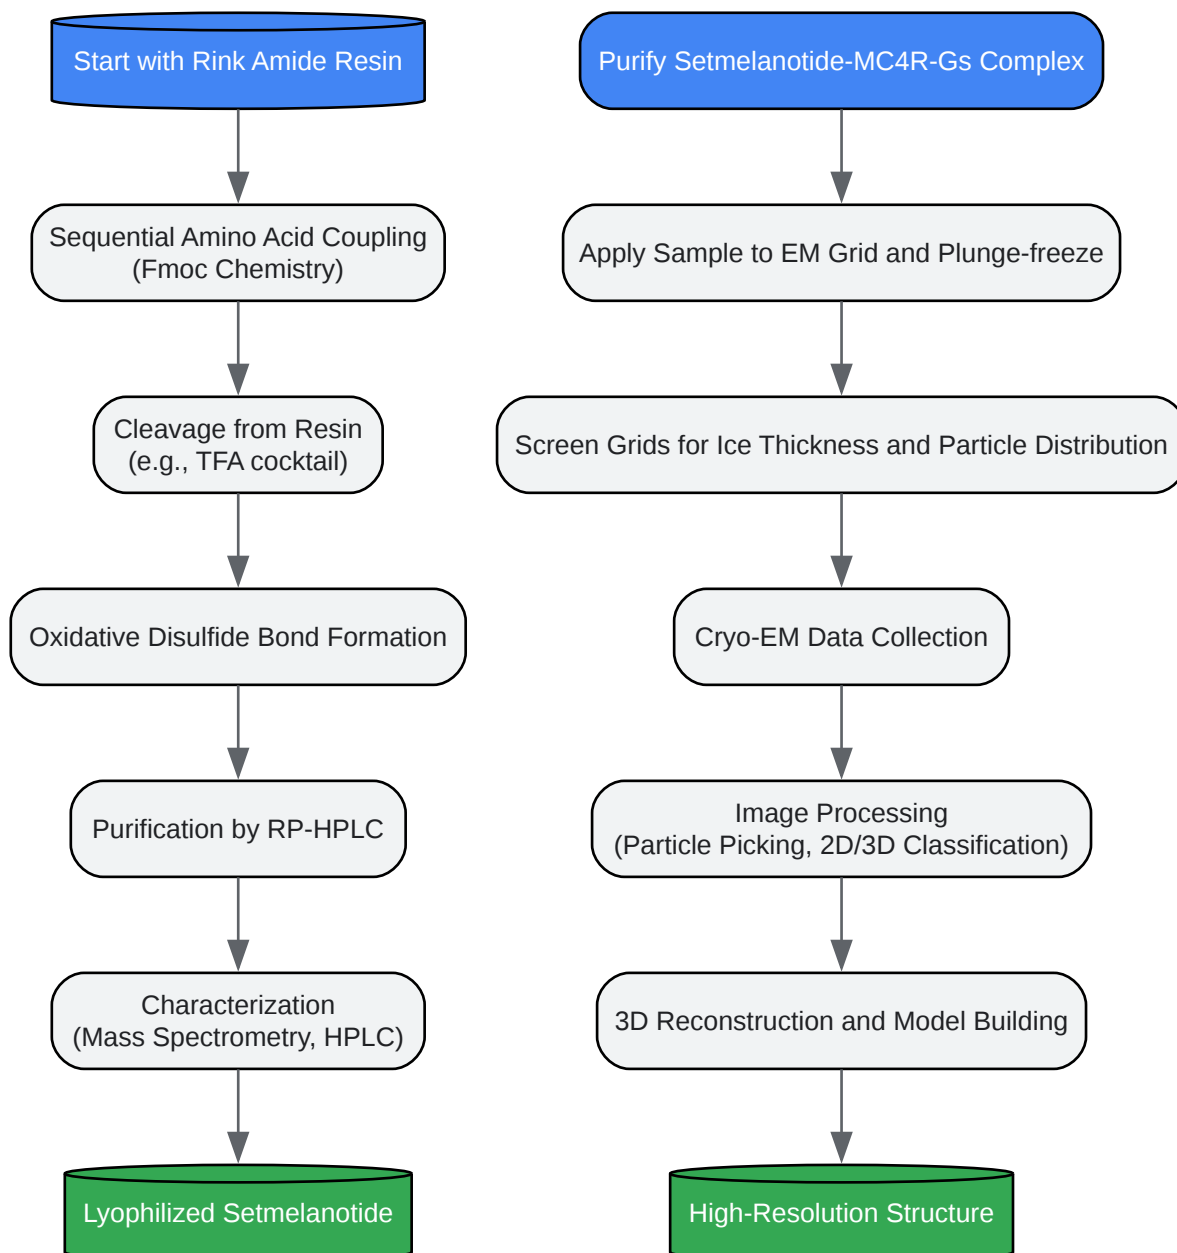 Start with Rink Amide Resin
Sequential Amino Acid Coupling
(Fmoc Chemistry)
Cleavage from Resin
(e.g., TFA cocktail)
Oxidative Disulfide Bond Formation
Purification by RP-HPLC
Characterization
(Mass Spectrometry, HPLC)
Lyophilized Setmelanotide
Purify Setmelanotide-MC4R-Gs Complex
Apply Sample to EM Grid and Plunge-freeze
Screen Grids for Ice Thickness and Particle Distribution
Cryo-EM Data Collection
Image Processing
(Particle Picking, 2D/3D Classification)
3D Reconstruction and Model Building
High-Resolution Structure